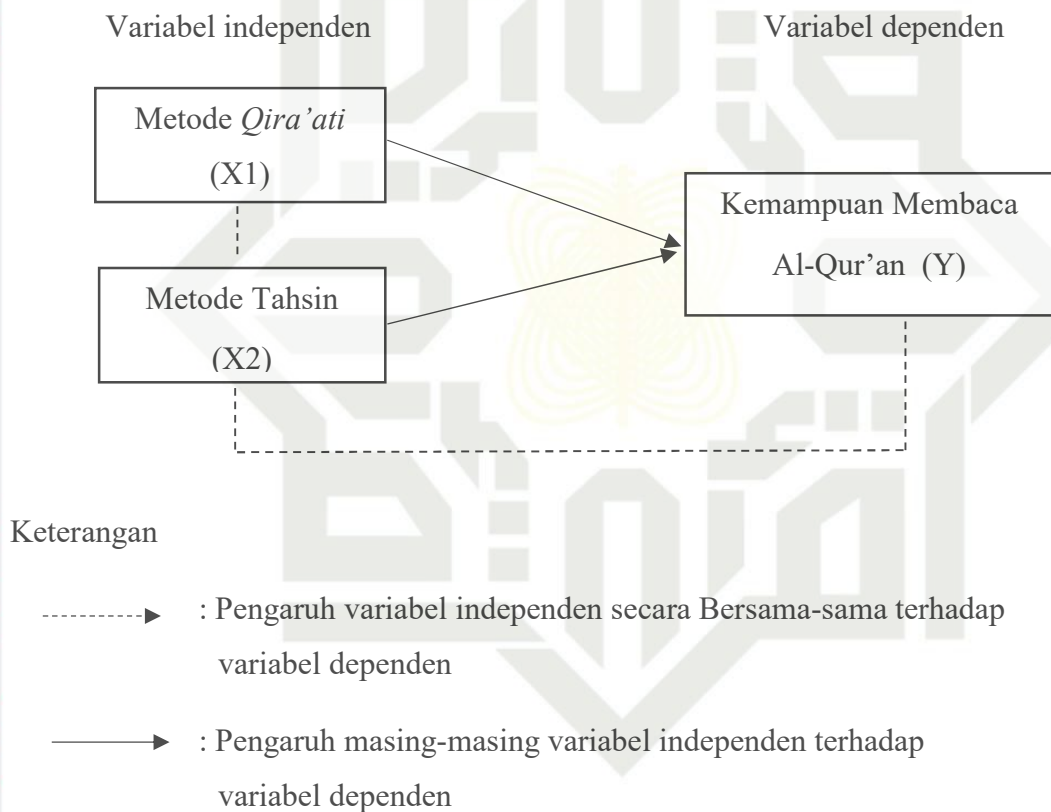 Variabel independen Variabel dependen
Metode Qira’ati
(X1)
Metode Tahsin
(X2)
Kemampuan Membaca
Al-Qur’an (Y)
Keterangan
: Pengaruh variabel independen secara Bersama-sama terhadap
variabel dependen
: Pengaruh masing-masing variabel independen terhadap
variabel dependen